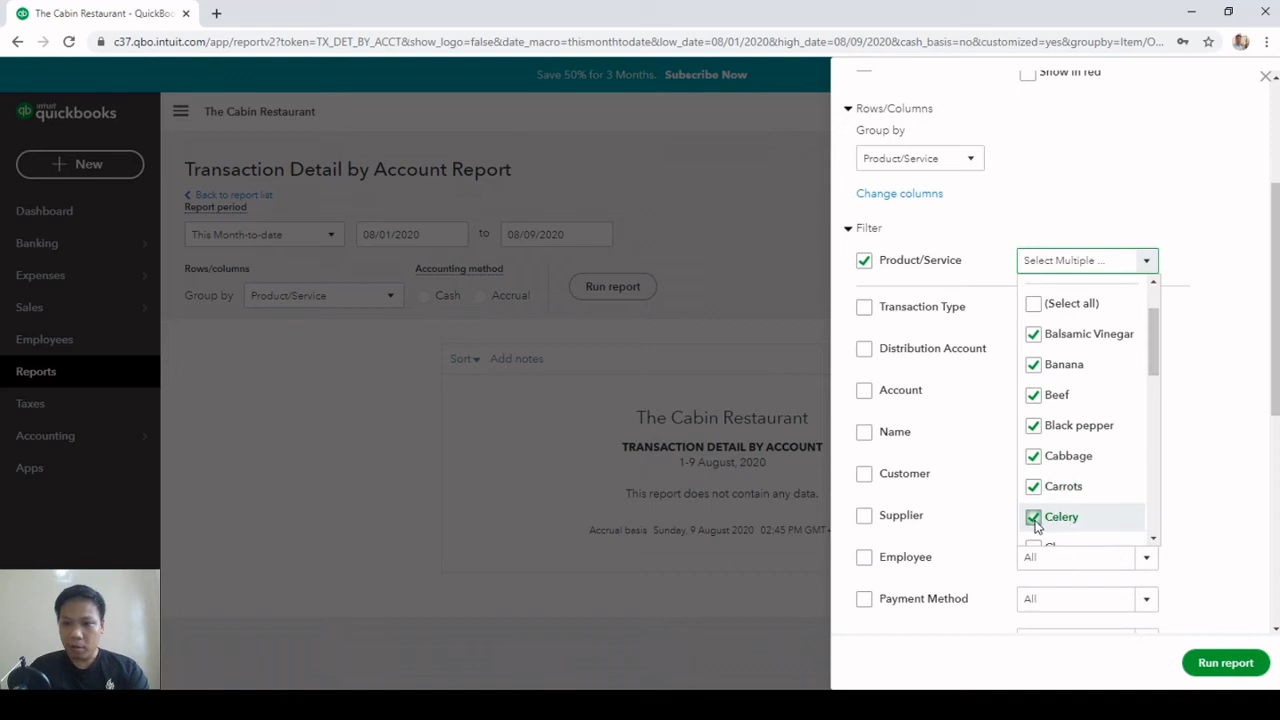 The Cabin Restaurant - QuickBoo
c37.qbo.intuit.com/app/reportv2?token=TX_DET_BY_ACCT&show_logo=false&date_macro=thismonthtodate&low_date=08/01/2020&high_date=08/09/2020&cash_basis=no&customized=yes&groupby=Item/O...
Save 50% for 3 Months. Subscribe Now
qb
intuit
quickbooks
The Cabin Restaurant
New
Dashboard
Banking
Expenses
Sales
Employees
Reports
Taxes
Accounting
Apps
Transaction Detail by Account Report
Back to report list
Report period
This Month-to-date
08/01/2020
to
08/09/2020
Rows/columns
Accounting method
Group by
Product/Service
Cash
Accrual
Run report
Sort
Add notes
The Cabin Restaurant
TRANSACTION DETAIL BY ACCOUNT
1-9 August, 2020
This report does not contain any data.
Accrual basis Sunday, 9 August 2020 02:45 PM GMT+
Show in red
Rows/Columns
Group by
Product/Service
Change columns
Filter
Product/Service
Select Multiple ...
(Select all)
Transaction Type
Balsamic Vinegar
Distribution Account
Banana
Account
Beef
Name
Black pepper
Customer
Cabbage
Carrots
Supplier
Celery
Employee
All
Payment Method
All
Run report